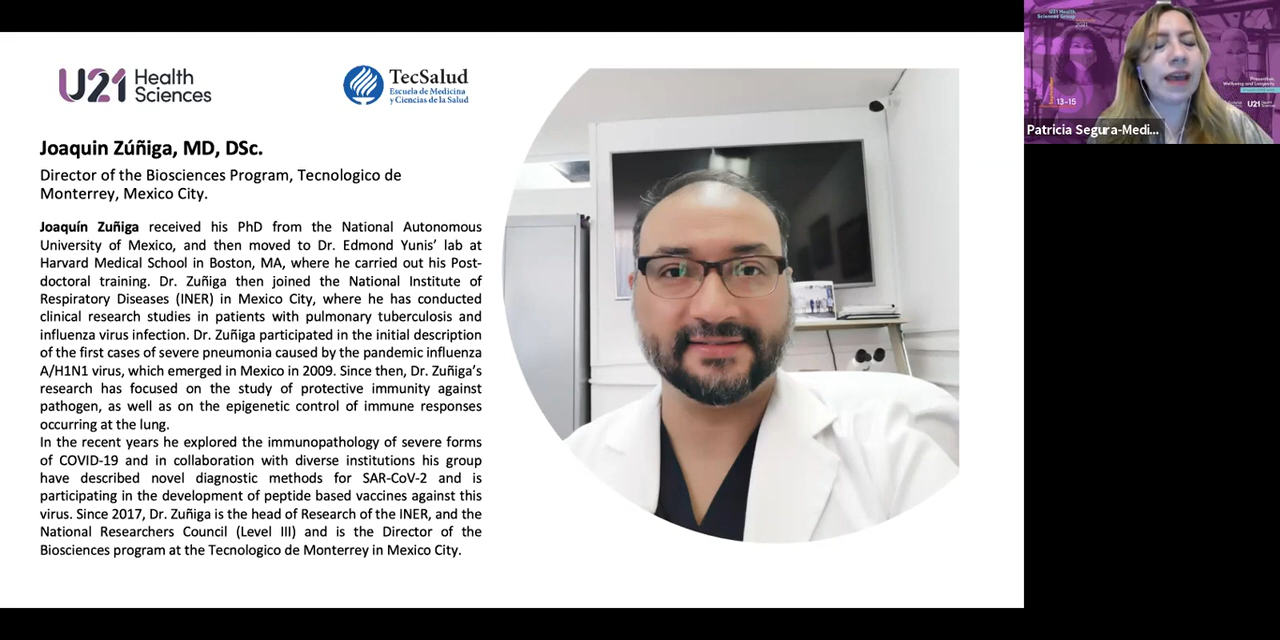 U21 Health
Sciences
TecSalud
Escuela de Medicina
y Ciencias de la Salud
Joaquin Zúñiga, MD, DSc.
Director of the Biosciences Program, Tecnologico de
Monterrey, Mexico City.
Joaquín Zuñiga received his PhD from the National Autonomous
University of Mexico, and then moved to Dr. Edmond Yunis’ lab at
Harvard Medical School in Boston, MA, where he carried out his Post-
doctoral training. Dr. Zuñiga then joined the National Institute of
Respiratory Diseases (INER) in Mexico City, where he has conducted
clinical research studies in patients with pulmonary tuberculosis and
influenza virus infection. Dr. Zuñiga participated in the initial description
of the first cases of severe pneumonia caused by the pandemic influenza
A/H1N1 virus, which emerged in Mexico in 2009. Since then, Dr. Zuñiga’s
research has focused on the study of protective immunity against
pathogen, as well as on the epigenetic control of immune responses
occurring at the lung.
In the recent years he explored the immunopathology of severe forms
of COVID-19 and in collaboration with diverse institutions his group
have described novel diagnostic methods for SAR-CoV-2 and is
participating in the development of peptide based vaccines against this
virus. Since 2017, Dr. Zuñiga is the head of Research of the INER, and the
National Researchers Council (Level III) and is the Director of the
Biosciences program at the Tecnologico de Monterrey in Mexico City.
U21 Health
Sciences Group
13-15
Prevention,
Wellbeing and Longevity
U21
Patricia Segura-Medi...